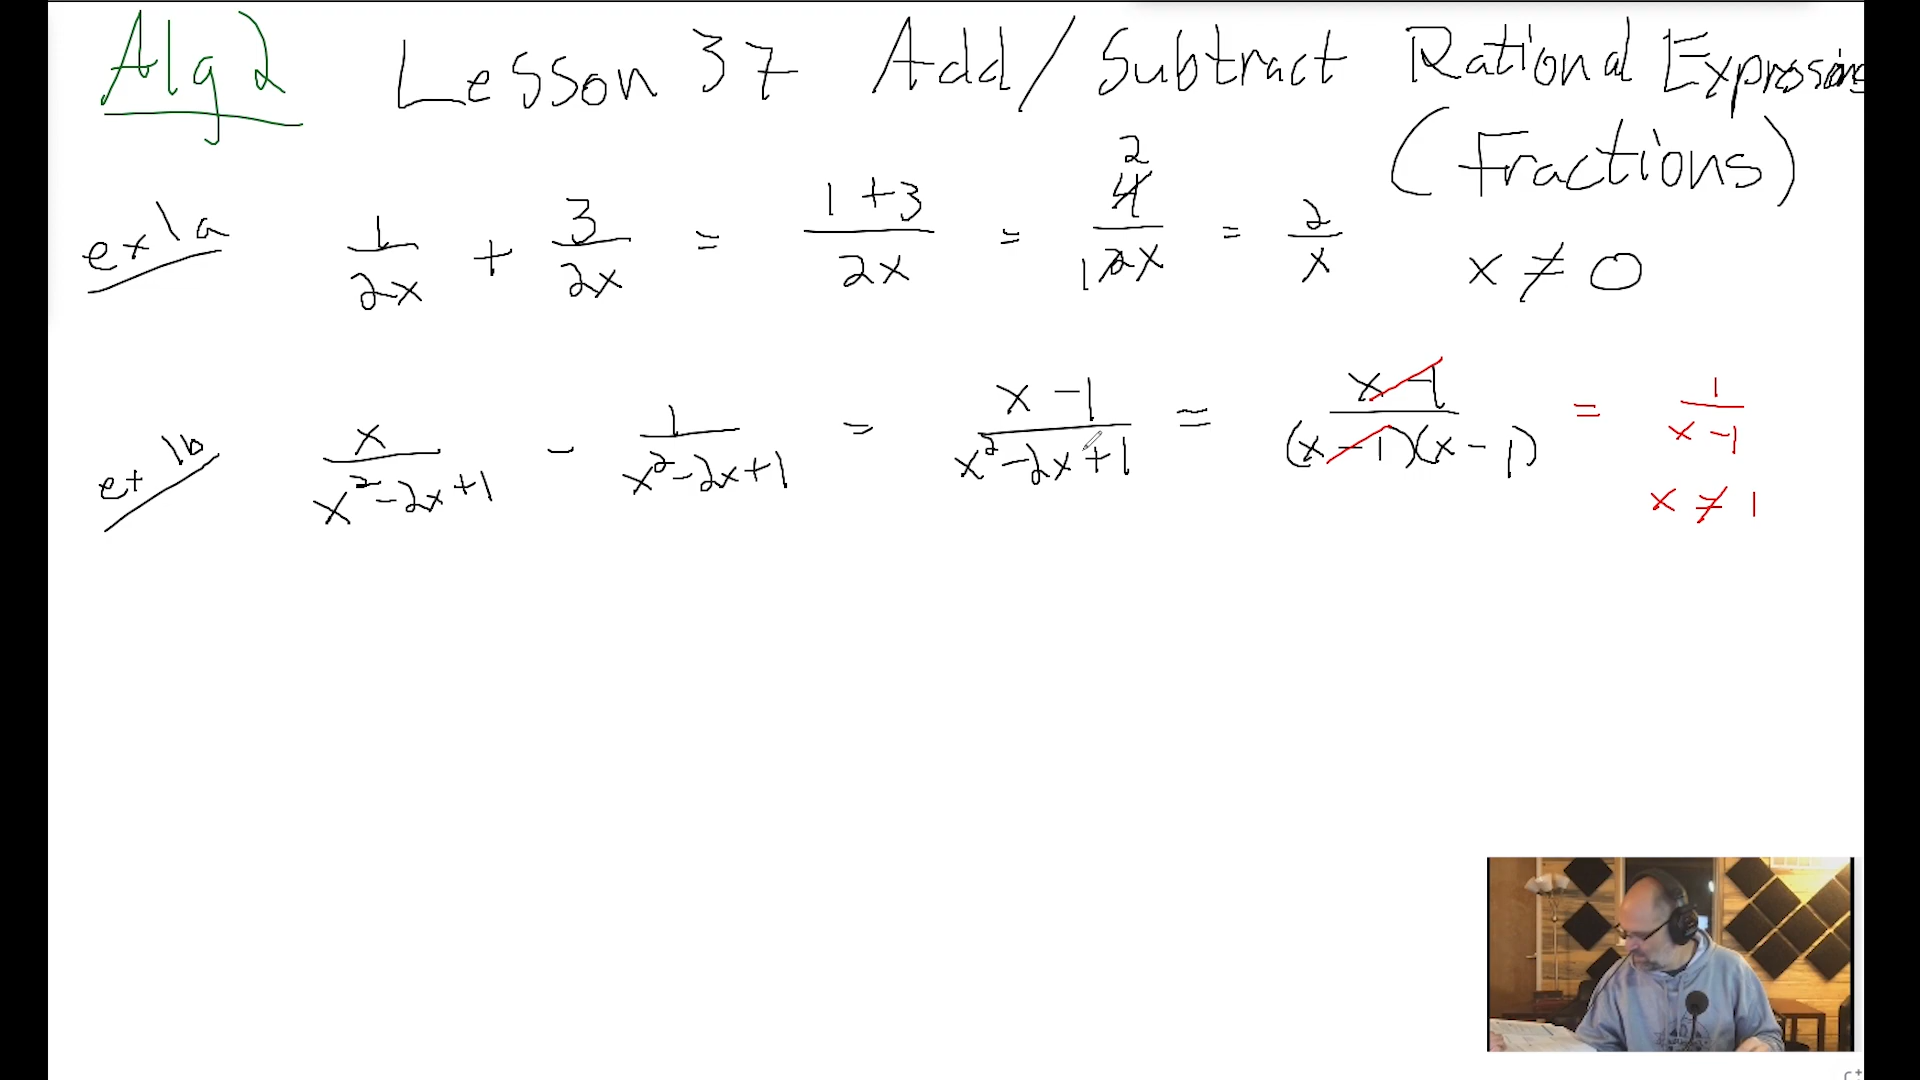 Alg 2 Lesson 37 Add/Subtract Rational Expressions
(Fractions)
ex 1a 1/2x + 3/2x = 1+3/2x = 2 4/1 2x = 2/x x ≠ 0
ex 1b x/x²-2x+1 - 1/x²-2x+1 = x-1/x²-2x+1 = x-1/(x-1)(x-1) = 1/x-1
x ≠ 1